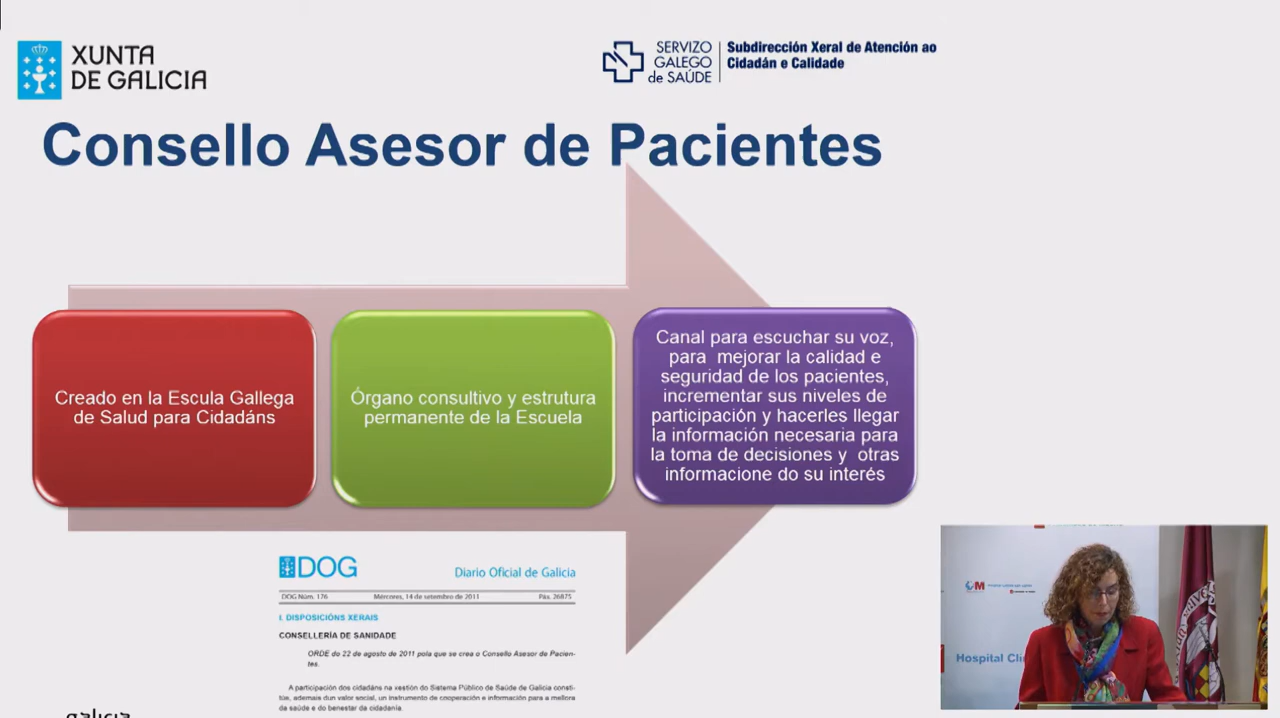 XUNTA
DE GALICIA
SERVIZO
GALEGO
de SAÚDE
Subdirección Xeral de Atención ao
Cidadán e Calidade
Consello Asesor de Pacientes
Creado en la Escula Gallega
de Salud para Cidadáns
Órgano consultivo y estrutura
permanente de la Escuela
Canal para escuchar su voz,
para mejorar la calidad e
seguridad de los pacientes,
incrementar sus niveles de
participación y hacerles llegar
la información necesaria para
la toma de decisiones y otras
informacione do su interés
DOG
Diario Oficial de Galicia
DOG Núm. 176 Mércores, 14 de setembro de 2011 Páx. 26875
I. DISPOSICIÓNS XERAIS
CONSELLERÍA DE SANIDADE
ORDE do 22 de agosto de 2011 pola que se crea o Consello Asesor de Pacien-
tes.
A participación dos cidadáns na xestión do Sistema Público de Saúde de Galicia consti-
túe, ademais dun valor social, un instrumento de cooperación e información para a mellora
da saúde e do benestar da cidadanía.
galicia
Hospital Clí